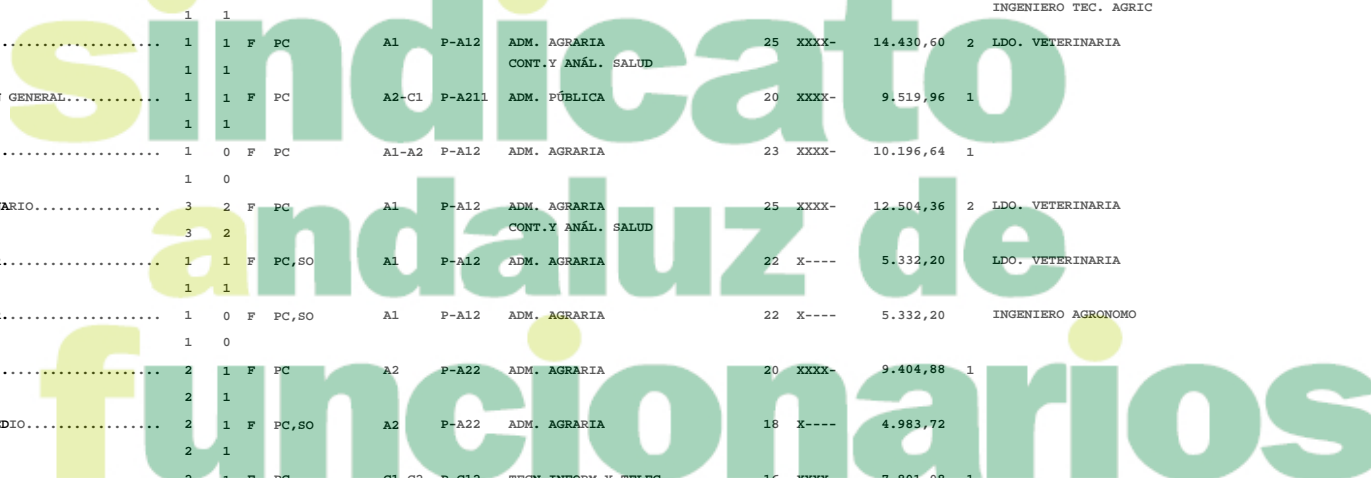 INGENIERO TEC. AGRIC
1 1
................... 1 1 F PC A1 P-A12 ADM. AGRARIA 25 XXXX- 14.430,60 2 LDO. VETERINARIA
CONT.Y ANÁL. SALUD
1 1
GENERAL............ 1 1 F PC A2-C1 P-A211 ADM. PÚBLICA 20 XXXX- 9.519,96 1
1 1
................... 1 0 F PC A1-A2 P-A12 ADM. AGRARIA 23 XXXX- 10.196,64 1
1 0
ARIO................ 3 2 F PC A1 P-A12 ADM. AGRARIA 25 XXXX- 12.504,36 2 LDO. VETERINARIA
CONT.Y ANÁL. SALUD
3 2
................... 1 1 F PC,SO A1 P-A12 ADM. AGRARIA 22 X---- 5.332,20 LDO. VETERINARIA
1 1
................... 1 0 F PC,SO A1 P-A12 ADM. AGRARIA 22 X---- 5.332,20 INGENIERO AGRONOMO
1 0
................... 2 1 F PC A2 P-A22 ADM. AGRARIA 20 XXXX- 9.404,88 1
2 1
DIO................ 2 1 F PC,SO A2 P-A22 ADM. AGRARIA 18 X---- 4.983,72
2 1
sindicato
andaluz de
funcionarios